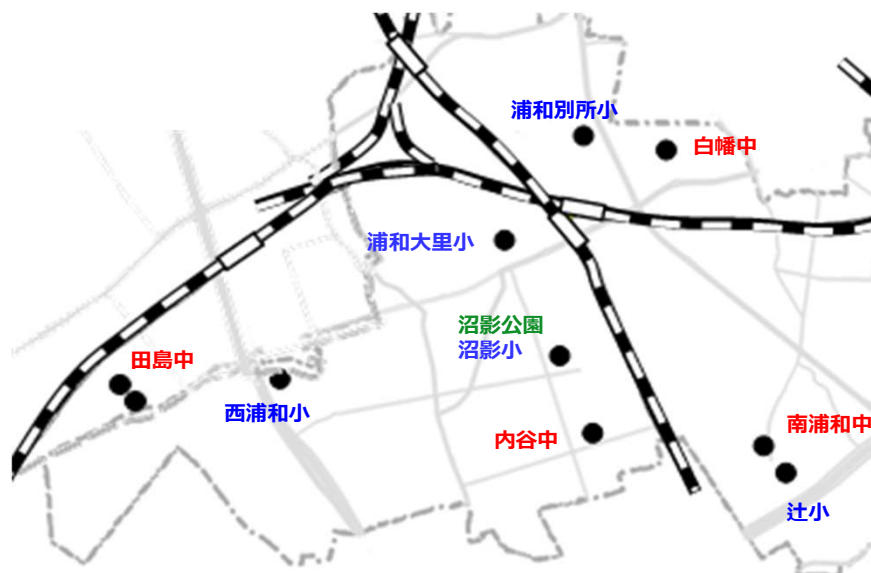 浦和別所小
白幡中
浦和大里小
沼影公園
沼影小
田島中
西浦和小
内谷中
南浦和中
辻小